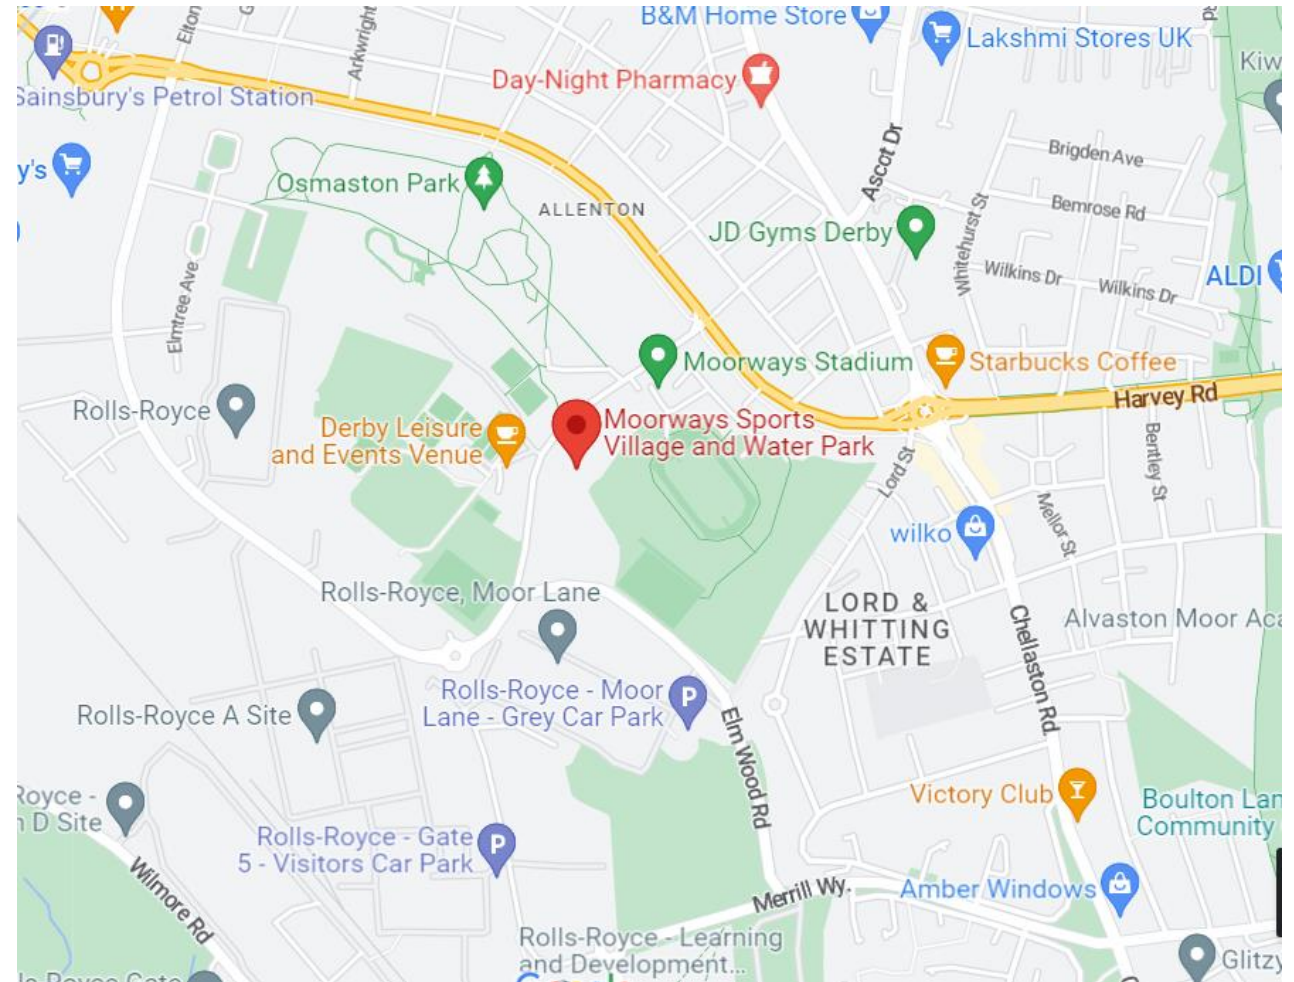 B&M Home Store
Lakshmi Stores UK
Elton
Arkwright
Day-Night Pharmacy
Kiw
Sainsbury's Petrol Station
Ascot Dr
Brigden Ave
y's
Osmaston Park
ALLENTON
Bemrose Rd
JD Gyms Derby
Whitehurst St
Wilkins Dr
Wilkins Dr
ALDI
Elmtree Ave
Moorways Stadium
Starbucks Coffee
Harvey Rd
Rolls-Royce
Derby Leisure
and Events Venue
Moorways Sports
Village and Water Park
Lord St
Bentley St
Mellor St
wilko
Rolls-Royce, Moor Lane
LORD &
WHITTING
ESTATE
Alvaston Moor Aca
Chellaston Rd
Rolls-Royce - Moor
Lane - Grey Car Park
Rolls-Royce A Site
Elm Wood Rd
Victory Club
Royce -
D Site
Boulton Lan
Community
Rolls-Royce - Gate
5 - Visitors Car Park
Wilmore Rd
Merrill Wy.
Amber Windows
Rolls-Royce - Learning
and Development...
Glitzy